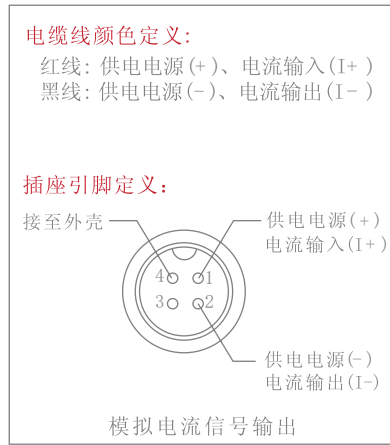 电缆线颜色定义:
红线: 供电电源(+)、电流输入(I+)
黑线: 供电电源(-)、电流输出(I-)
插座引脚定义:
接至外壳
供电电源(+)
电流输入(I+)
4
1
3
2
供电电源(-)
电流输出(I-)
模拟电流信号输出